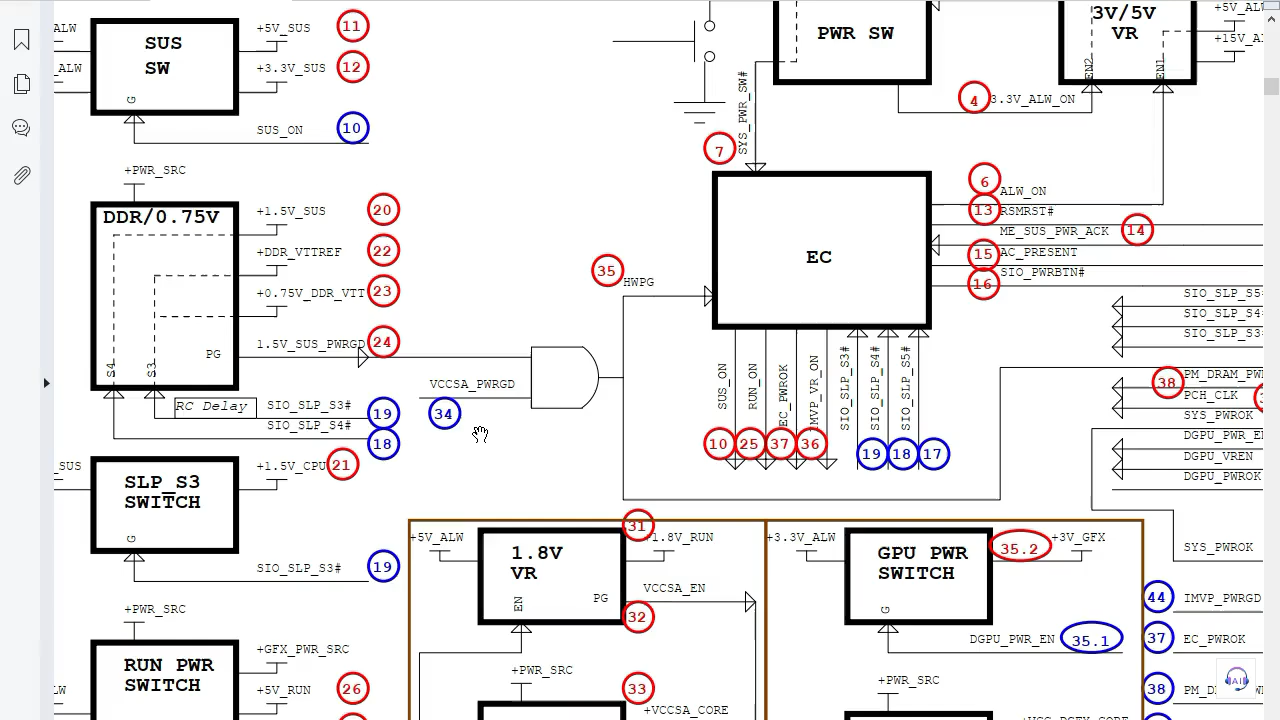 ALW
+5V_SUS
11
SUS
SW
ALW
+3.3V_SUS
12
G
SUS_ON
10
PWR SW
3V/5V
VR
+5V_AL
+15V_A
EN2
EN1
4
3.3V_ALW_ON
SYS_PWR_SW#
7
+PWR_SRC
DDR/0.75V
+1.5V_SUS
20
+DDR_VTTREF
22
+0.75V_DDR_VTT
23
PG
1.5V_SUS_PWRGD
24
S4
S3
RC Delay
SIO_SLP_S3#
19
SIO_SLP_S4#
18
VCCSA_PWRGD
34
35
HWPG
EC
6
ALW_ON
13
RSMRST#
ME_SUS_PWR_ACK
14
15
AC_PRESENT
16
SIO_PWRBTN#
SIO_SLP_S5#
SIO_SLP_S4#
SIO_SLP_S3#
SUS_ON
RUN_ON
EC_PWROK
IMVP_VR_ON
SIO_SLP_S3#
SIO_SLP_S4#
SIO_SLP_S5#
10
25
37
36
19
18
17
38
PM_DRAM_PW
PCH_CLK
SYS_PWROK
DGPU_PWR_E
DGPU_VREN
DGPU_PWROK
SYS_PWROK
SUS
+1.5V_CPU
21
SLP_S3
SWITCH
G
SIO_SLP_S3#
19
+PWR_SRC
RUN PWR
SWITCH
+GFX_PWR_SRC
+5V_RUN
26
LW
+5V_ALW
1.8V
VR
31
+1.8V_RUN
EN
PG
VCCSA_EN
32
+PWR_SRC
33
+VCCSA_CORE
+3.3V_ALW
GPU PWR
SWITCH
35.2
+3V_GFX
G
DGPU_PWR_EN
35.1
+PWR_SRC
44
IMVP_PWRGD
37
EC_PWROK
38
PM_D
AI